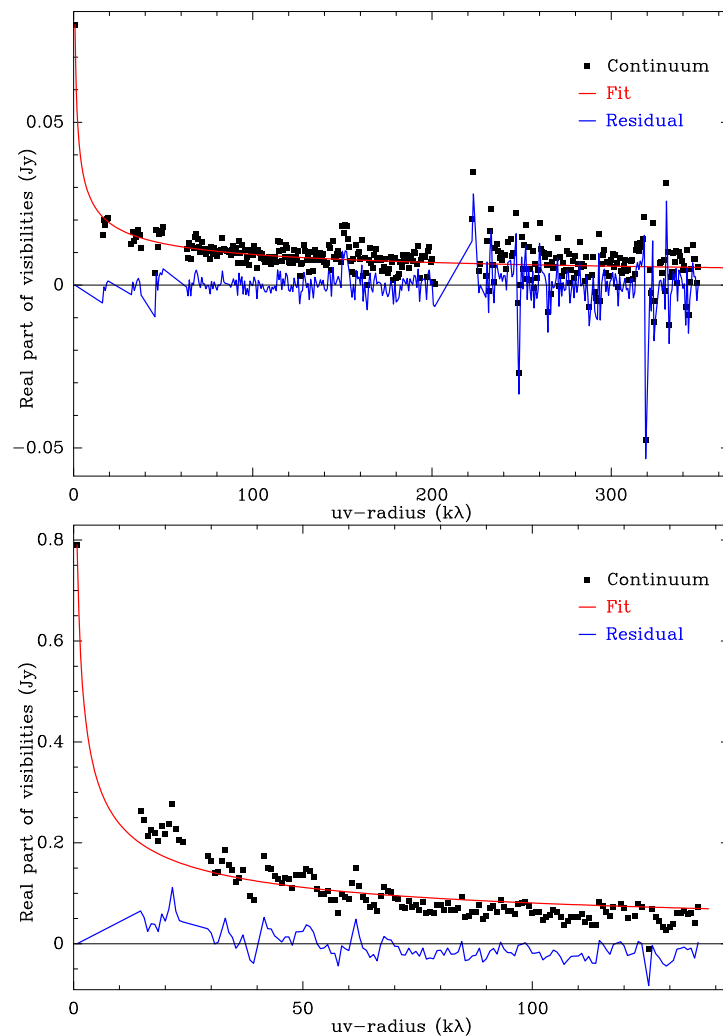 Continuum
Fit
Residual
0.05
0
−0.05
Real part of visibilities (Jy)
0 100 200 300
uv−radius (kλ)
0.8
Continuum
Fit
Residual
0.6
0.4
0.2
0
Real part of visibilities (Jy)
0 50 100
uv−radius (kλ)